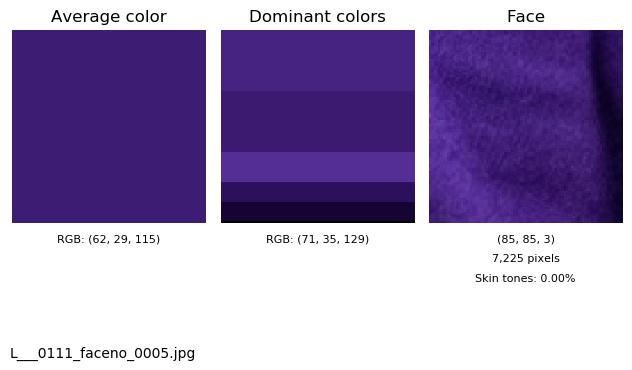 Average color
Dominant colors
Face
RGB: (62, 29, 115)
RGB: (71, 35, 129)
(85, 85, 3)
7,225 pixels
Skin tones: 0.00%
L___0111_faceno_0005.jpg